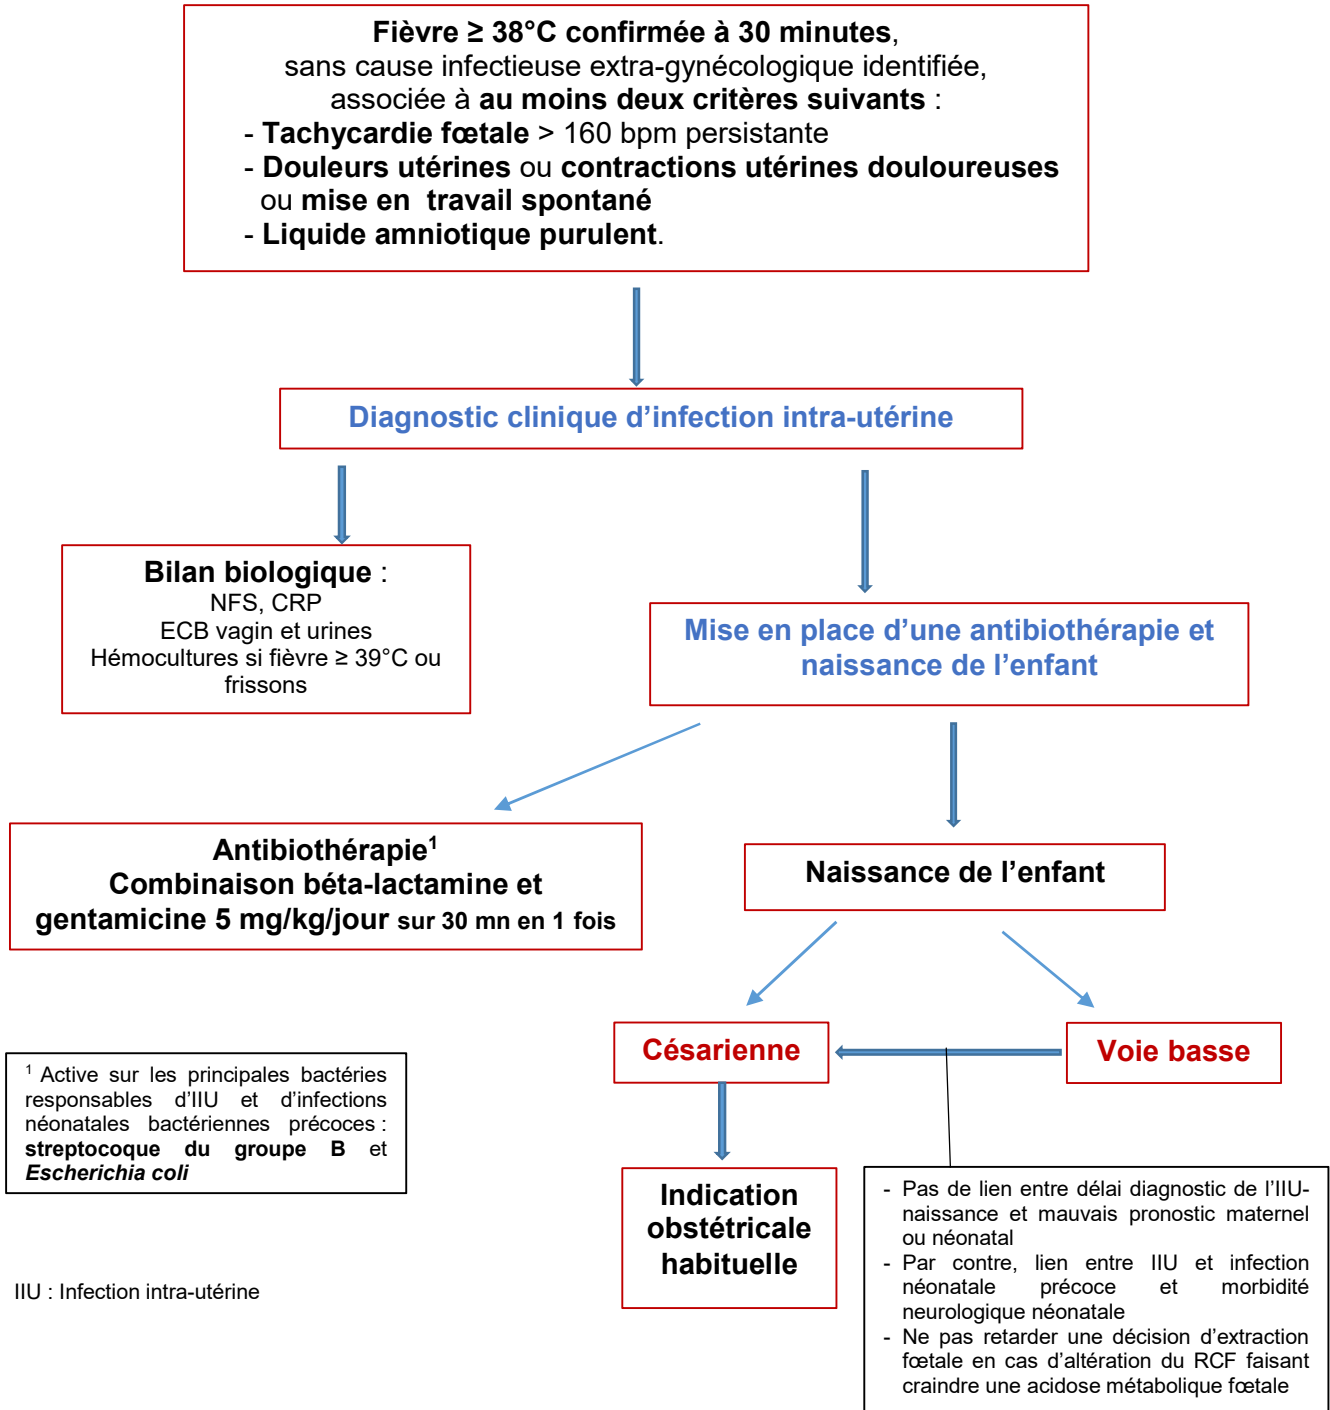 Fièvre ≥ 38°C confirmée à 30 minutes,
sans cause infectieuse extra-gynécologique identifiée,
associée à au moins deux critères suivants :
- Tachycardie fœtale > 160 bpm persistante
- Douleurs utérines ou contractions utérines douloureuses
ou mise en travail spontané
- Liquide amniotique purulent.
Diagnostic clinique d’infection intra-utérine
Bilan biologique :
NFS, CRP
ECB vagin et urines
Hémocultures si fièvre ≥ 39°C ou
frissons
Mise en place d’une antibiothérapie et
naissance de l’enfant
Antibiothérapie¹
Combinaison béta-lactamine et
gentamicine 5 mg/kg/jour sur 30 mn en 1 fois
Naissance de l’enfant
Césarienne
Voie basse
¹ Active sur les principales bactéries
responsables d’IIU et d’infections
néonatales bactériennes précoces :
streptocoque du groupe B et
Escherichia coli
Indication
obstétricale
habituelle
- Pas de lien entre délai diagnostic de l’IIU-
naissance et mauvais pronostic maternel
ou néonatal
- Par contre, lien entre IIU et infection
néonatale précoce et morbidité
neurologique néonatale
- Ne pas retarder une décision d’extraction
fœtale en cas d’altération du RCF faisant
craindre une acidose métabolique fœtale
IIU : Infection intra-utérine